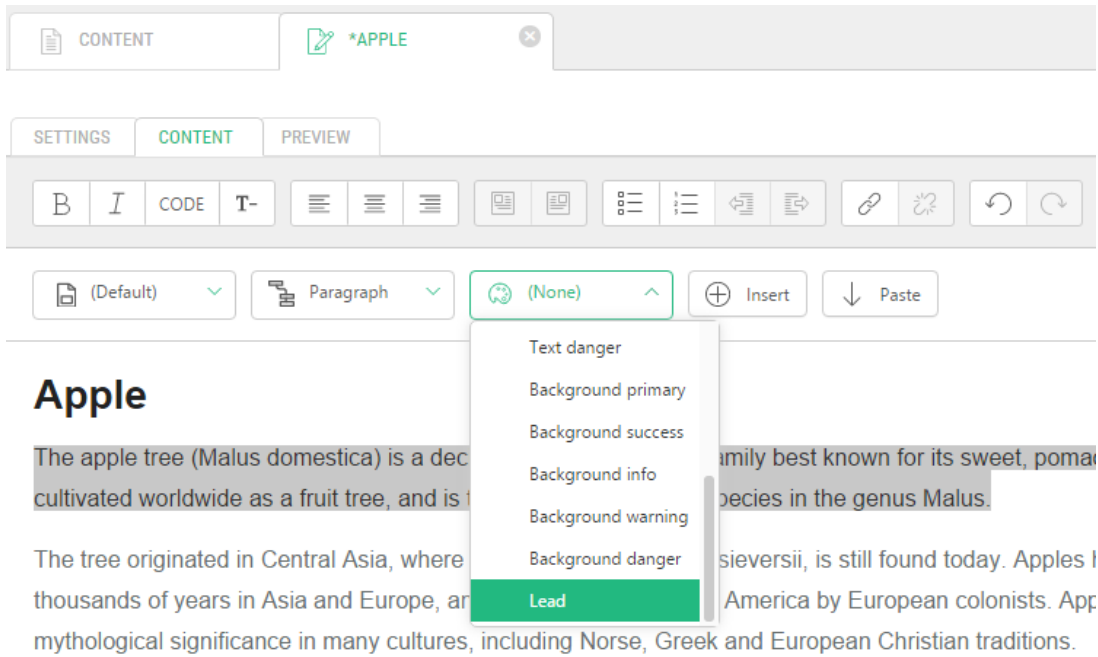 CONTENT *APPLE
SETTINGS CONTENT PREVIEW
B I CODE T-
(Default) Paragraph (None) Insert Paste
Text danger
Background primary
Background success
Background info
Background warning
Background danger
Lead
Apple
The apple tree (Malus domestica) is a dec amily best known for its sweet, pomac
cultivated worldwide as a fruit tree, and is pecies in the genus Malus.
The tree originated in Central Asia, where sieversii, is still found today. Apples
thousands of years in Asia and Europe, America by European colonists. App
mythological significance in many cultures, including Norse, Greek and European Christian traditions.